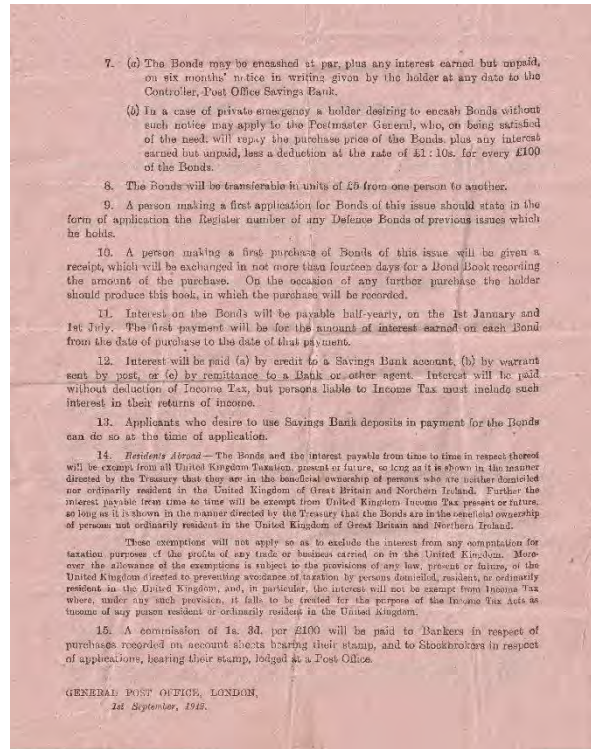 7. (a) The Bonds may be encashed at par, plus any interest earned but unpaid,
on six months' notice in writing given by the holder at any date to the
Controller, Post Office Savings Bank.
(b) In a case of private emergency a holder desiring to encash Bonds without
such notice may apply to the Postmaster General, who, on being satisfied
of the need, will repay the purchase price of the Bonds, plus any interest
earned but unpaid, less a deduction at the rate of £1 : 10s. for every £100
of the Bonds.
8. The Bonds will be transferable in units of £5 from one person to another.
9. A person making a first application for Bonds of this issue should state in the
form of application the Register number of any Defence Bonds of previous issues which
he holds.
10. A person making a first purchase of Bonds of this issue will be given a
receipt, which will be exchanged in not more than fourteen days for a Bond Book recording
the amount of the purchase. On the occasion of any further purchase the holder
should produce this book, in which the purchase will be recorded.
11. Interest on the Bonds will be payable half-yearly, on the 1st January and
1st July. The first payment will be for the amount of interest earned on each Bond
from the date of purchase to the date of that payment.
12. Interest will be paid (a) by credit to a Savings Bank account, (b) by warrant
sent by post, or (c) by remittance to a Bank or other agent. Interest will be paid
without deduction of Income Tax, but persons liable to Income Tax must include such
interest in their returns of income.
13. Applicants who desire to use Savings Bank deposits in payment for the Bonds
can do so at the time of application.
14. Residents Abroad—The Bonds and the interest payable from time to time in respect thereof
will be exempt from all United Kingdom Taxation, present or future, so long as it is shown in the manner
directed by the Treasury that they are in the beneficial ownership of persons who are neither domiciled
nor ordinarily resident in the United Kingdom of Great Britain and Northern Ireland. Further the
interest payable from time to time will be exempt from United Kingdom Income Tax present or future,
so long as it is shown in the manner directed by the Treasury that the Bonds are in the beneficial ownership
of persons not ordinarily resident in the United Kingdom of Great Britain and Northern Ireland.
These exemptions will not apply so as to exclude the interest from any computation for
taxation purposes of the profits of any trade or business carried on in the United Kingdom. More-
over the allowance of the exemptions is subject to the provisions of any law, present or future, of the
United Kingdom directed to preventing avoidance of taxation by persons domiciled, resident, or ordinarily
resident in the United Kingdom, and, in particular, the interest will not be exempt from Income Tax
where, under any such provision, it falls to be treated for the purpose of the Income Tax Acts as
income of any person resident or ordinarily resident in the United Kingdom.
15. A commission of 1s. 3d. per £100 will be paid to Bankers in respect of
purchases recorded on account sheets bearing their stamp, and to Stockbrokers in respect
of applications, bearing their stamp, lodged at a Post Office.
GENERAL POST OFFICE, LONDON,
1st September,